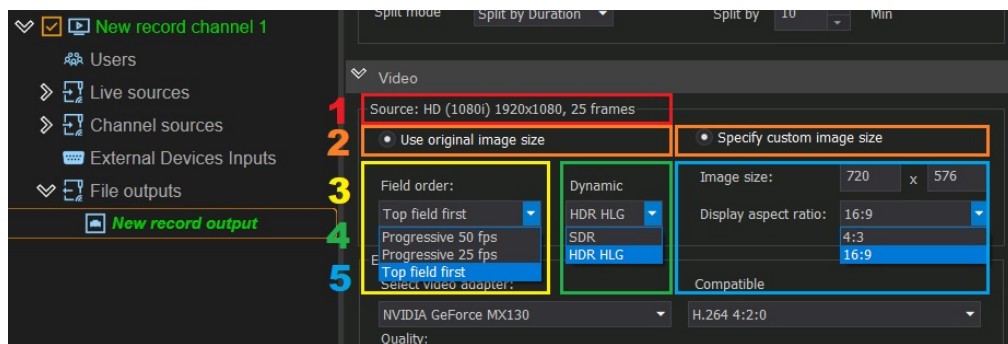 Split mode Split by Duration Split by 10 Min
New record channel 1
Users
Live sources
Channel sources
External Devices Inputs
File outputs
New record output
Video
1 Source: HD (1080i) 1920x1080, 25 frames
2 Use original image size Specify custom image size
3
4
5
Field order:
Top field first
Progressive 50 fps
Progressive 25 fps
Top field first
Dynamic
HDR HLG
SDR
HDR HLG
Image size: 720 x 576
Display aspect ratio: 16:9
4:3
16:9
E
Select video adapter: Compatible
NVIDIA GeForce MX130 H.264 4:2:0
Quality: